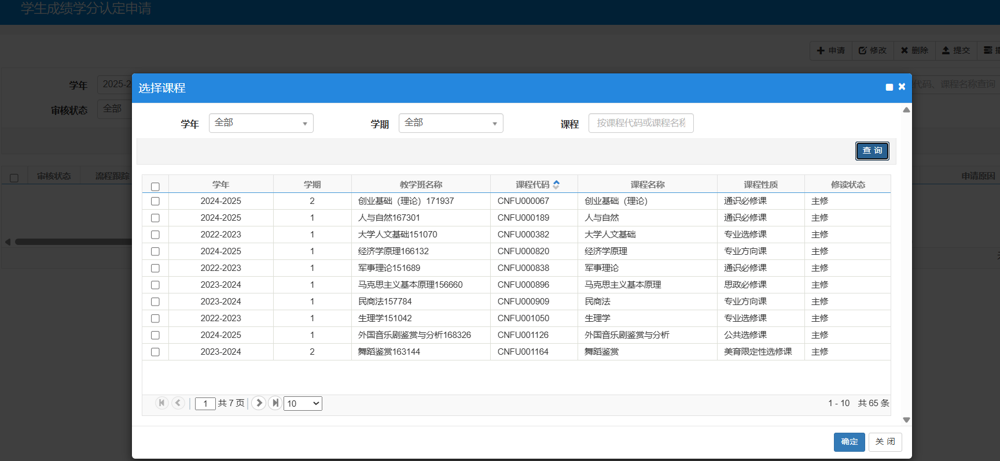 学生成绩学分认定申请
申请 修改 删除 提交
学年 2025-2 代码、课程名称查询
审核状态 全部
选择课程
学年 全部 学期 全部 课程 按课程代码或课程名称
查 询
审核状态 流程跟踪 申请原因
学年 学期 教学班名称 课程代码 课程名称 课程性质 修读状态
2024-2025 2 创业基础（理论）171937 CNFU000067 创业基础（理论） 通识必修课 主修
2024-2025 1 人与自然167301 CNFU000189 人与自然 通识必修课 主修
2022-2023 1 大学人文基础151070 CNFU000382 大学人文基础 专业选修课 主修
2024-2025 1 经济学原理166132 CNFU000820 经济学原理 专业方向课 主修
2022-2023 1 军事理论151689 CNFU000838 军事理论 通识必修课 主修
2023-2024 1 马克思主义基本原理156660 CNFU000896 马克思主义基本原理 思政必修课 主修
2023-2024 1 民商法157784 CNFU000909 民商法 专业方向课 主修
2022-2023 1 生理学151042 CNFU001050 生理学 专业选修课 主修
2024-2025 1 外国音乐剧鉴赏与分析168326 CNFU001126 外国音乐剧鉴赏与分析 公共选修课 主修
2023-2024 2 舞蹈鉴赏163144 CNFU001164 舞蹈鉴赏 美育限定性选修课 主修
1 共 7 页 10 1 - 10 共 65 条
确定 关 闭